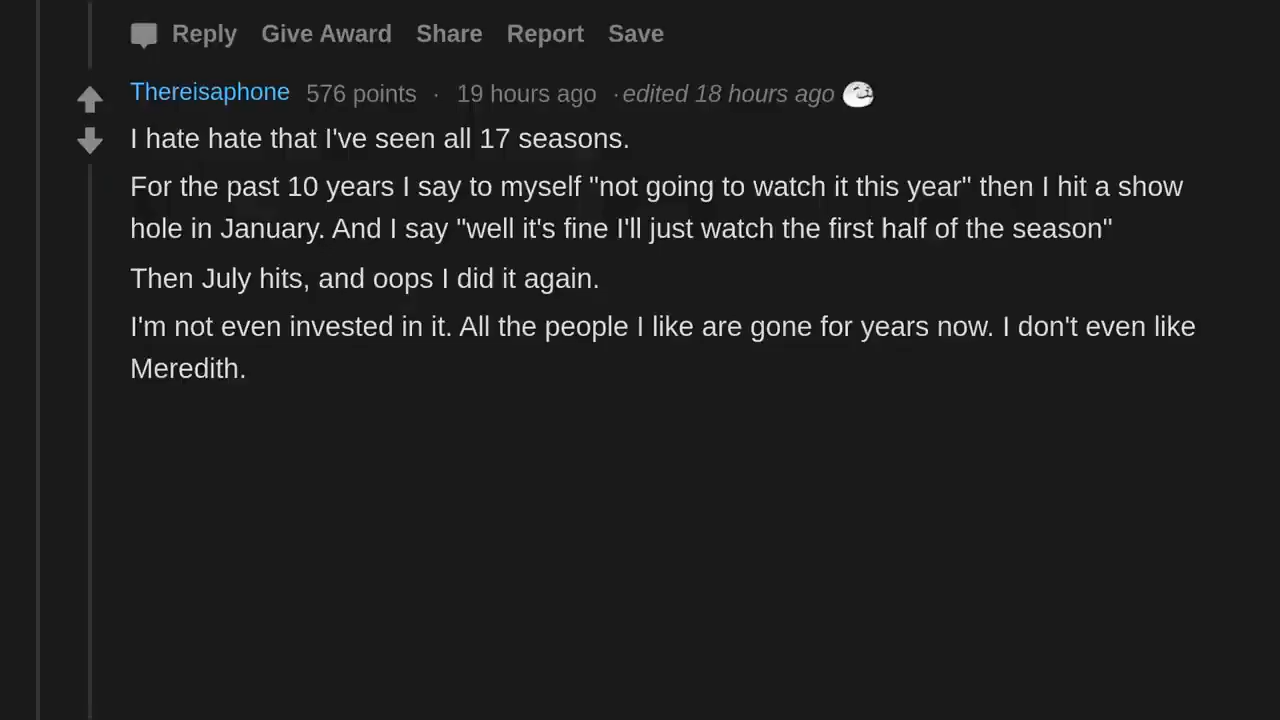 Reply Give Award Share Report Save
Thereisaphone 576 points · 19 hours ago · edited 18 hours ago
I hate hate that I've seen all 17 seasons.
For the past 10 years I say to myself "not going to watch it this year" then I hit a show
hole in January. And I say "well it's fine I'll just watch the first half of the season"
Then July hits, and oops I did it again.
I'm not even invested in it. All the people I like are gone for years now. I don't even like
Meredith.